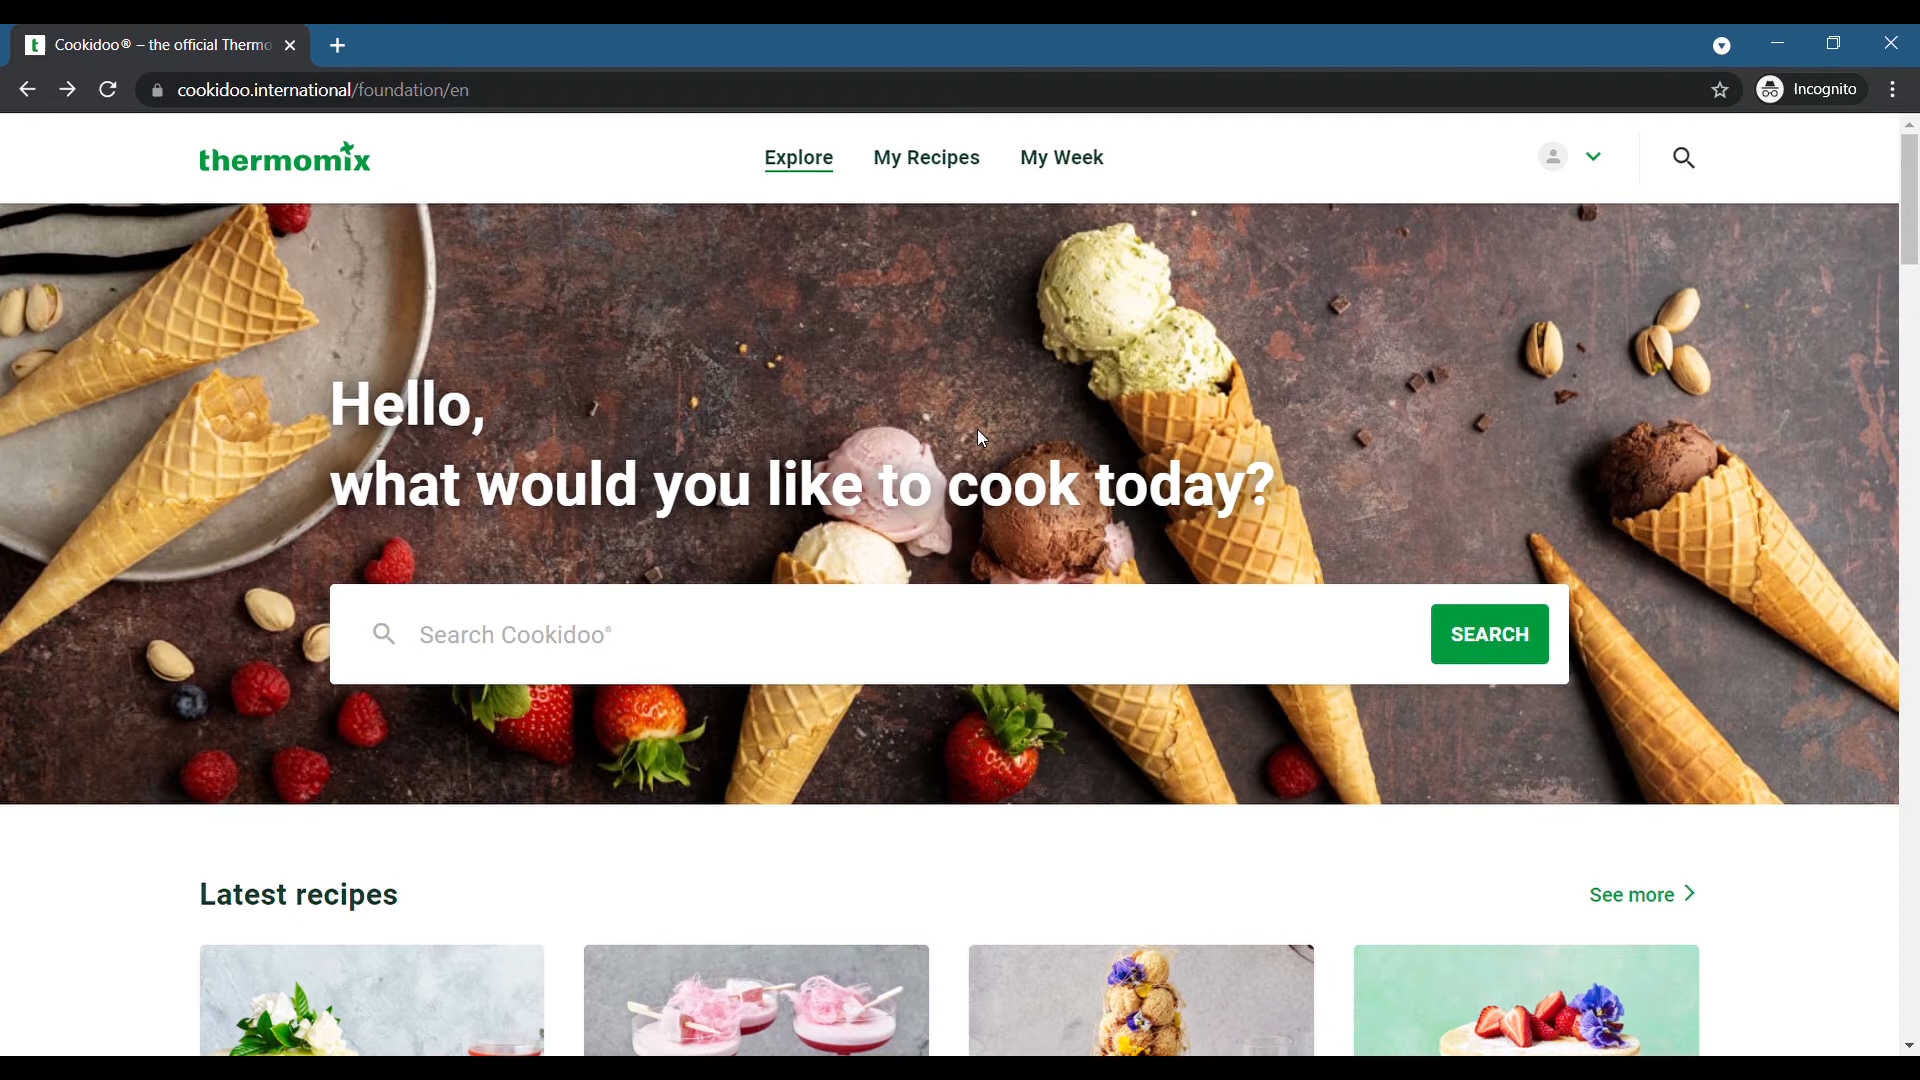 Cookidoo® – the official Thermo
cookidoo.international/foundation/en
Incognito
thermomix
Explore
My Recipes
My Week
Hello,
what would you like to cook today?
Search Cookidoo®
SEARCH
Latest recipes
See more